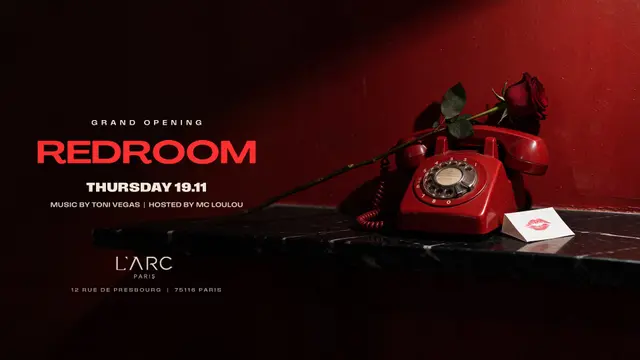 GRAND OPENING
REDROOM
THURSDAY 19.11
MUSIC BY TONI VEGAS | HOSTED BY MC LOULOU
L'ARC
PARIS
12 RUE DE PRESBOURG | 75116 PARIS